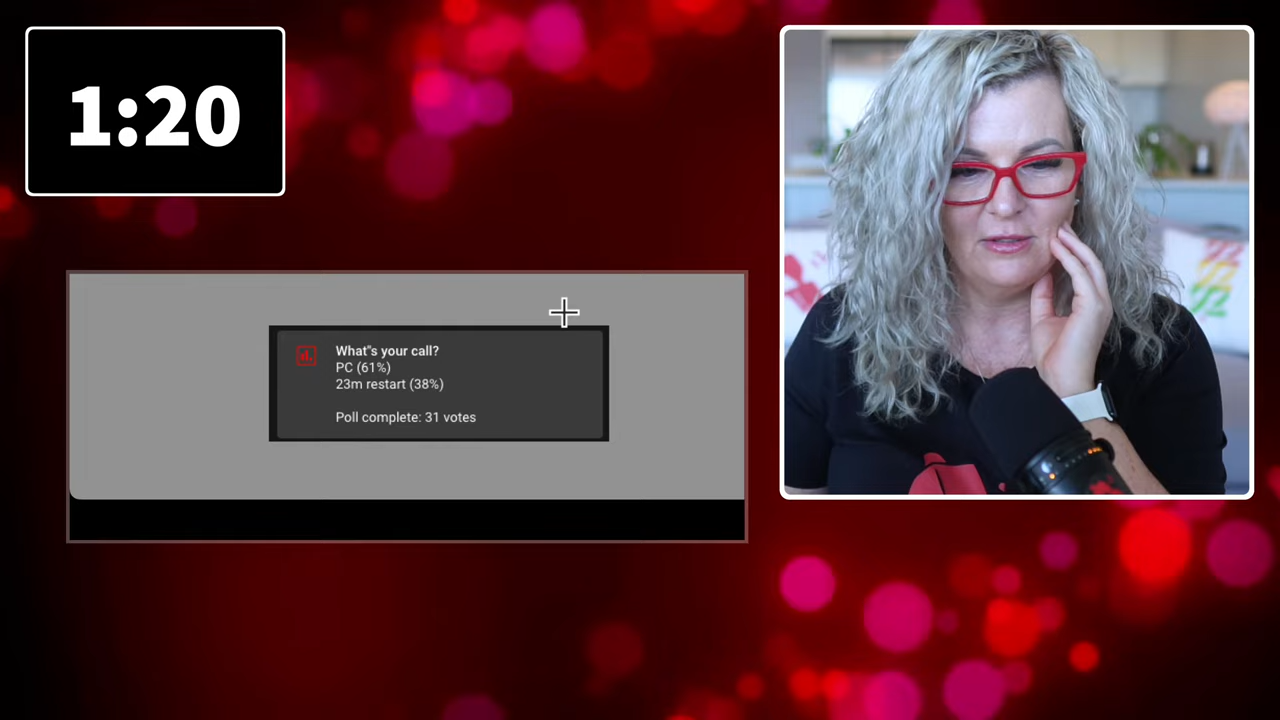 1:20
What"s your call?
PC (61%)
23m restart (38%)
Poll complete: 31 votes